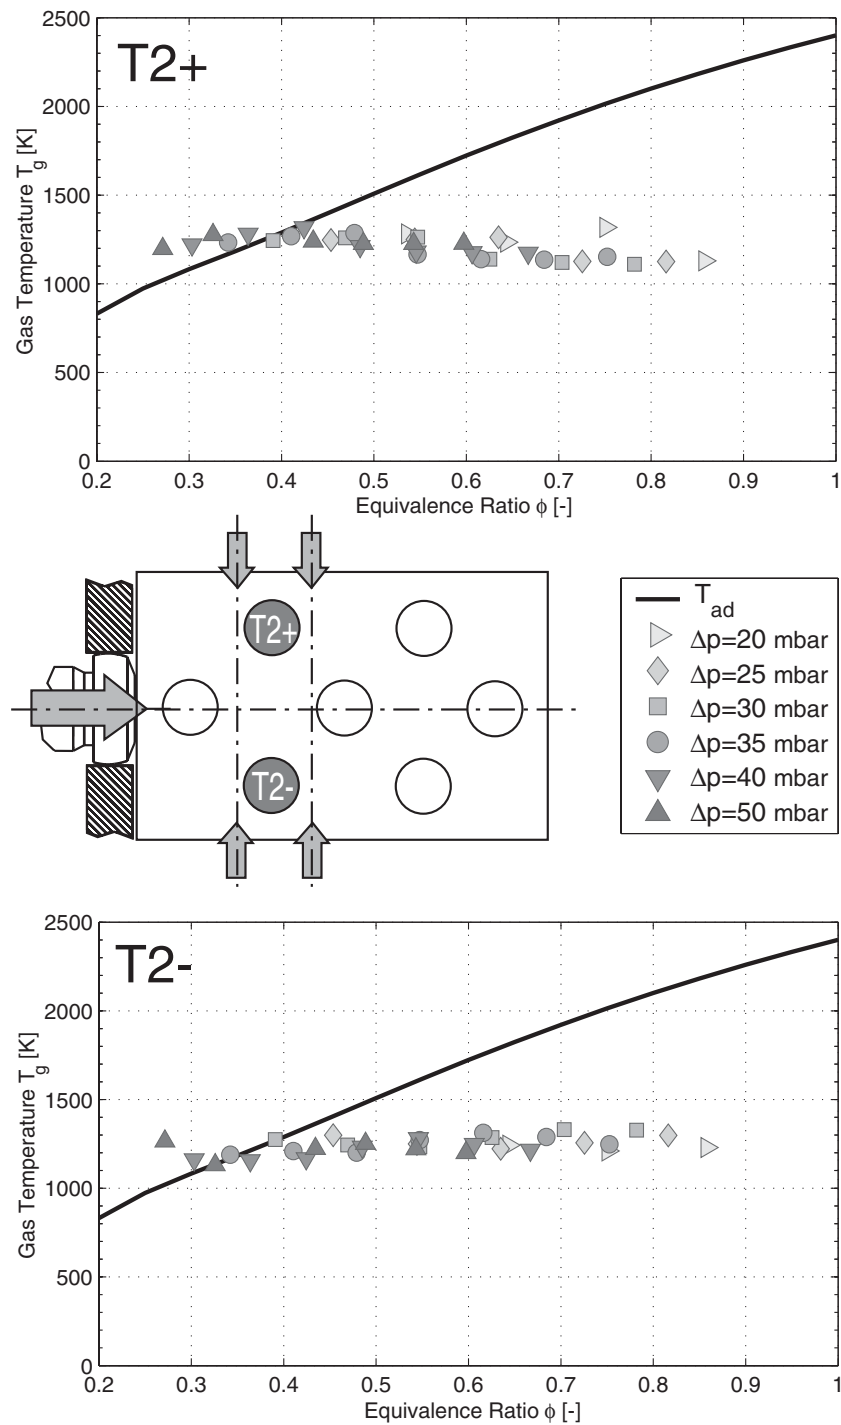 T2+
2500
2000
1500
1000
500
0
Gas Temperature T_g [K]
0.2 0.3 0.4 0.5 0.6 0.7 0.8 0.9 1
Equivalence Ratio ϕ [-]
T2+
T2-
T_ad
Δp=20 mbar
Δp=25 mbar
Δp=30 mbar
Δp=35 mbar
Δp=40 mbar
Δp=50 mbar
T2-
2500
2000
1500
1000
500
0
Gas Temperature T_g [K]
0.2 0.3 0.4 0.5 0.6 0.7 0.8 0.9 1
Equivalence Ratio ϕ [-]